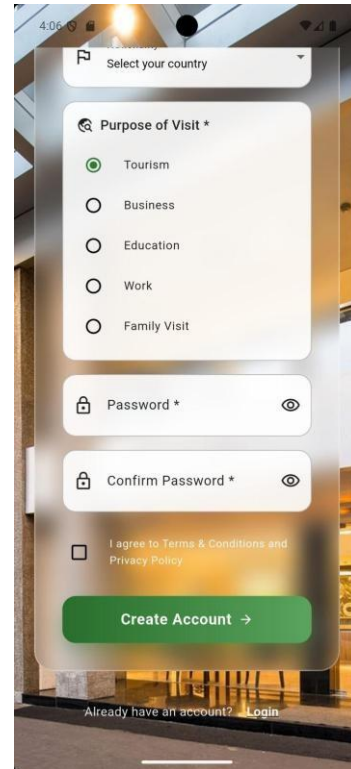 4:06
Select your country
Purpose of Visit *
Tourism
Business
Education
Work
Family Visit
Password *
Confirm Password *
I agree to Terms & Conditions and
Privacy Policy
Create Account →
Already have an account? Login